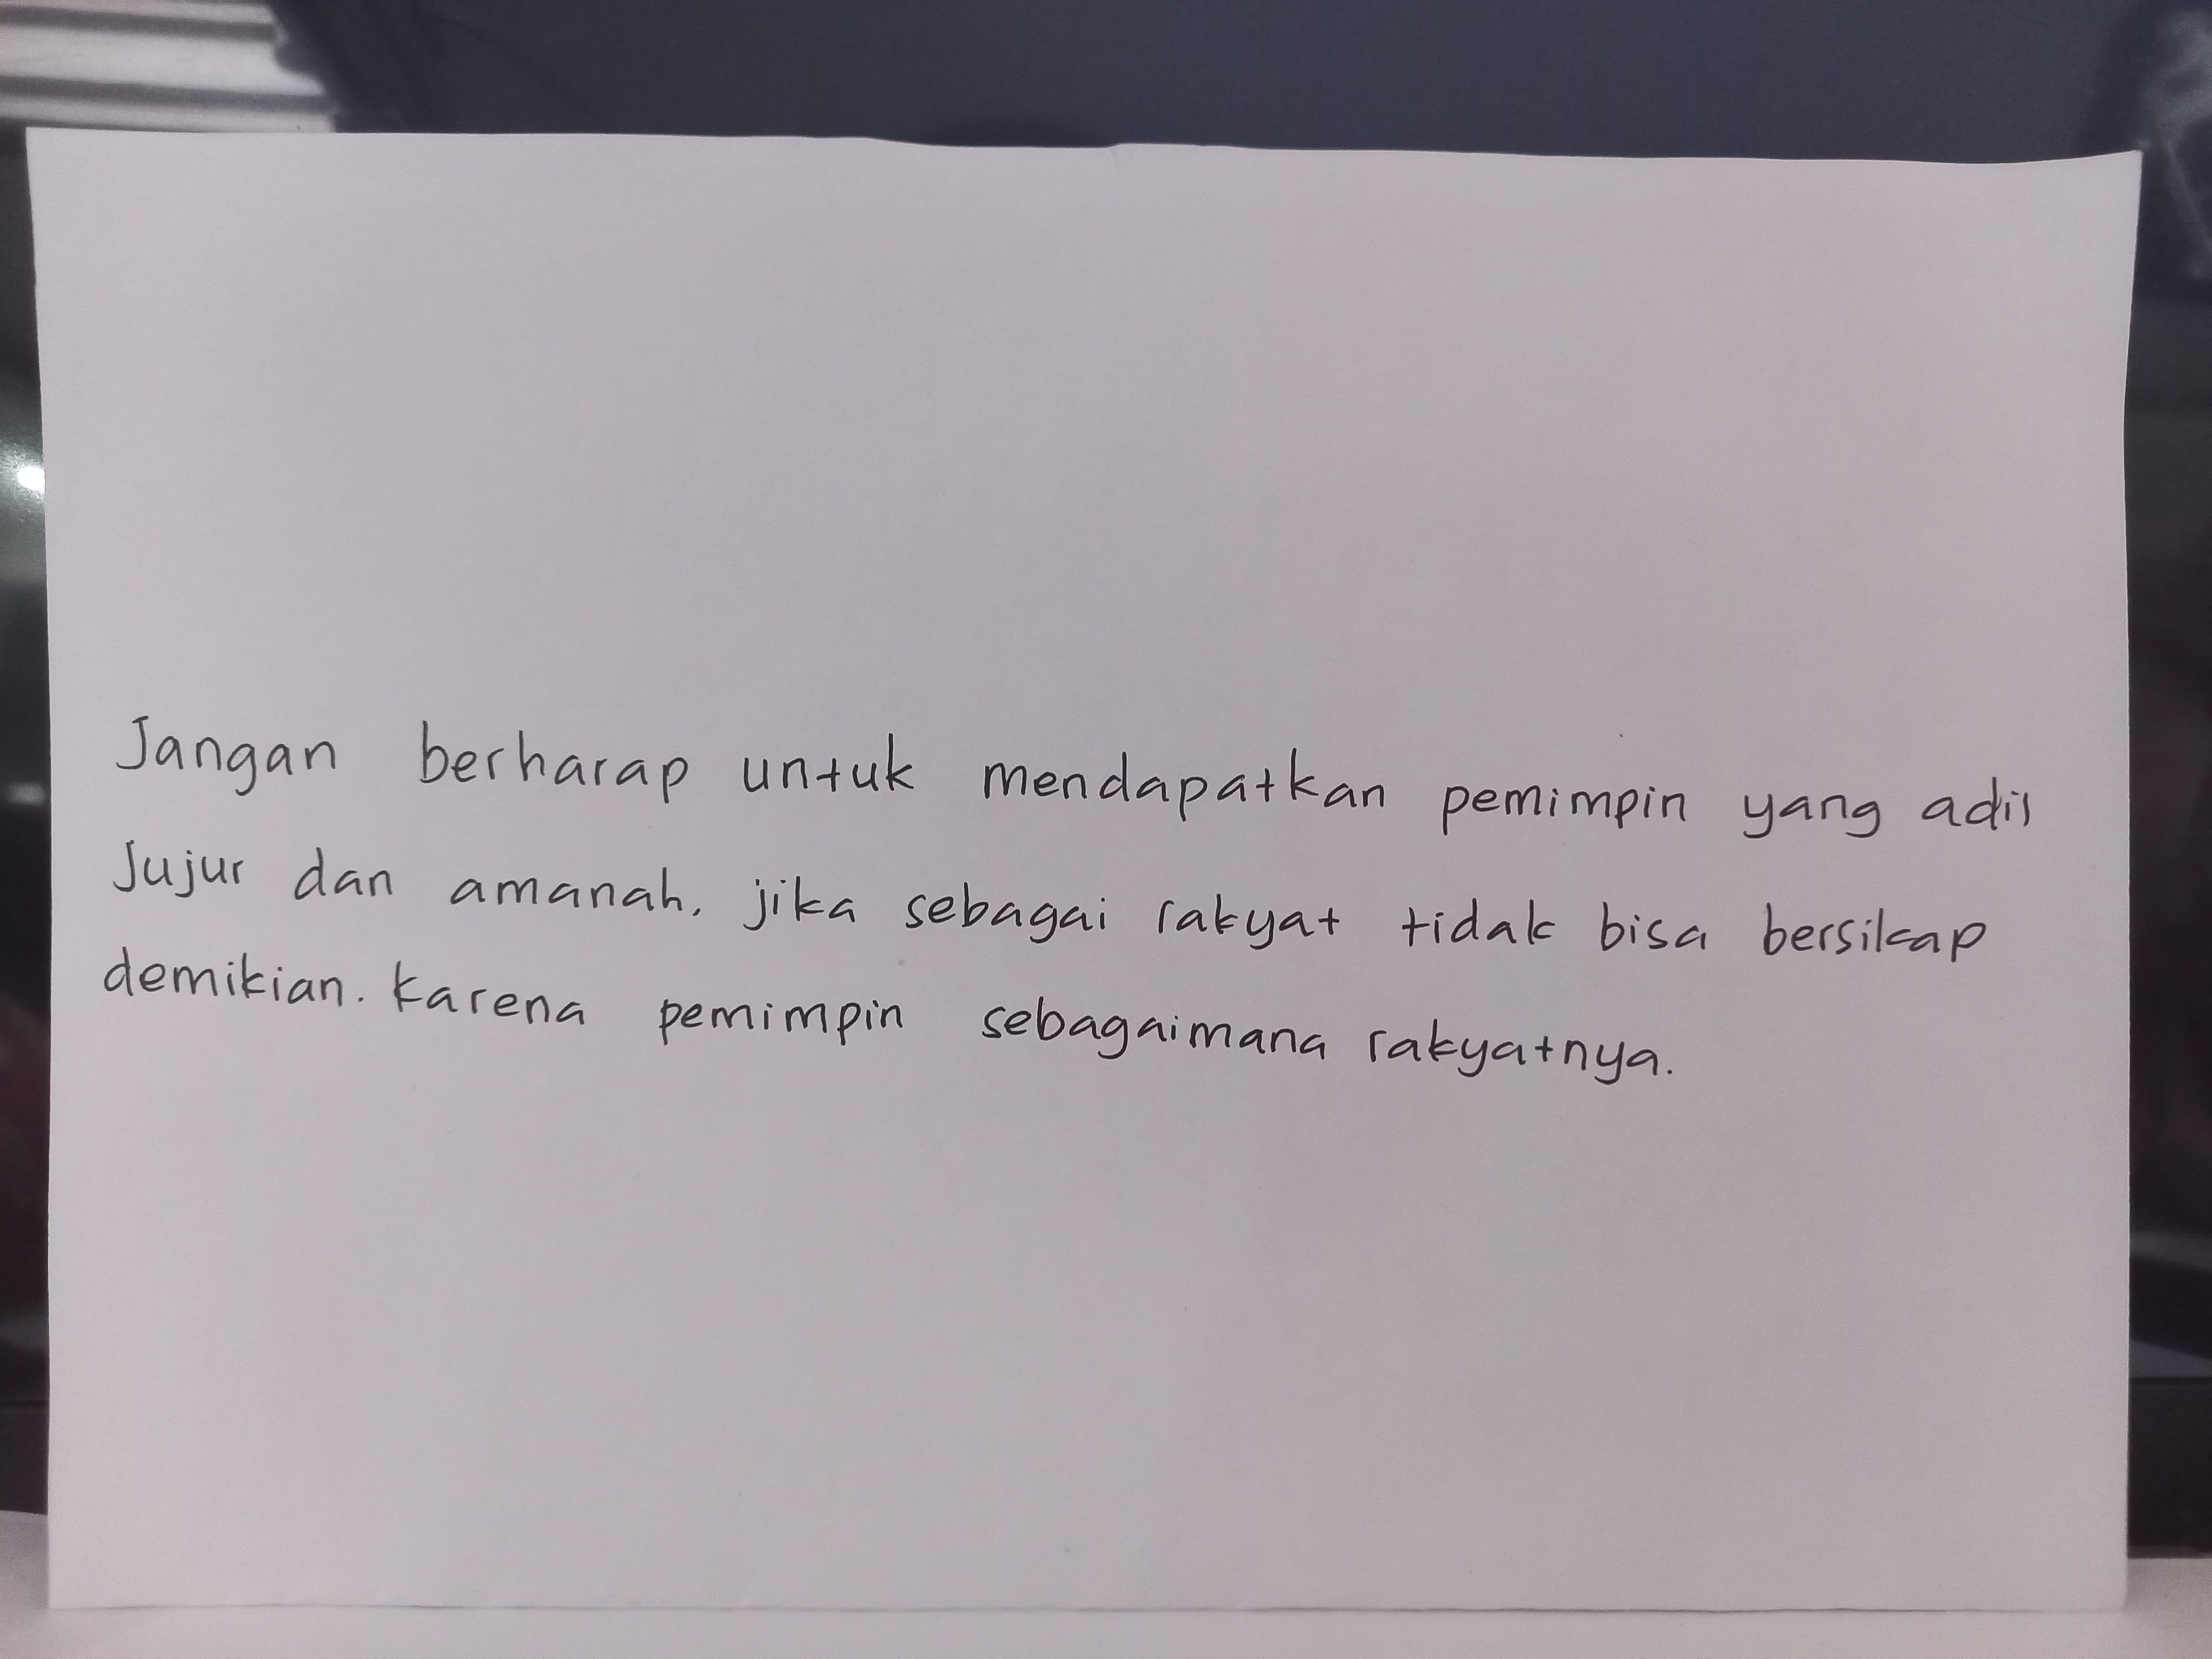 Jangan berharap untuk mendapatkan pemimpin yang adil
Jujur dan amanah, jika sebagai rakyat tidak bisa bersikap
demikian. karena pemimpin sebagaimana rakyatnya.